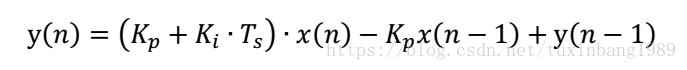 y(n) = (K_p + K_i · T_s) · x(n) − K_p x(n − 1) + y(n − 1)
https://blog.csdn.net/tuxinbang1989